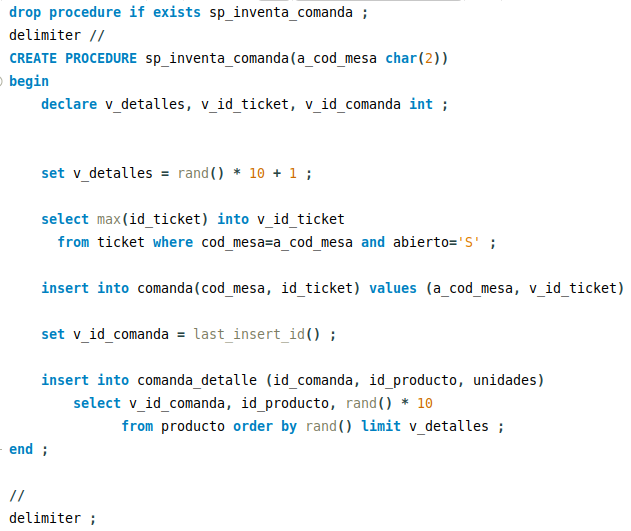 drop procedure if exists sp_inventa_comanda ;
delimiter //
CREATE PROCEDURE sp_inventa_comanda(a_cod_mesa char(2))
begin
    declare v_detalles, v_id_ticket, v_id_comanda int ;
    set v_detalles = rand() * 10 + 1 ;
    select max(id_ticket) into v_id_ticket
      from ticket where cod_mesa=a_cod_mesa and abierto='S' ;
    insert into comanda(cod_mesa, id_ticket) values (a_cod_mesa, v_id_ticket)
    set v_id_comanda = last_insert_id() ;
    insert into comanda_detalle (id_comanda, id_producto, unidades)
        select v_id_comanda, id_producto, rand() * 10
              from producto order by rand() limit v_detalles ;
end ;
//
delimiter ;